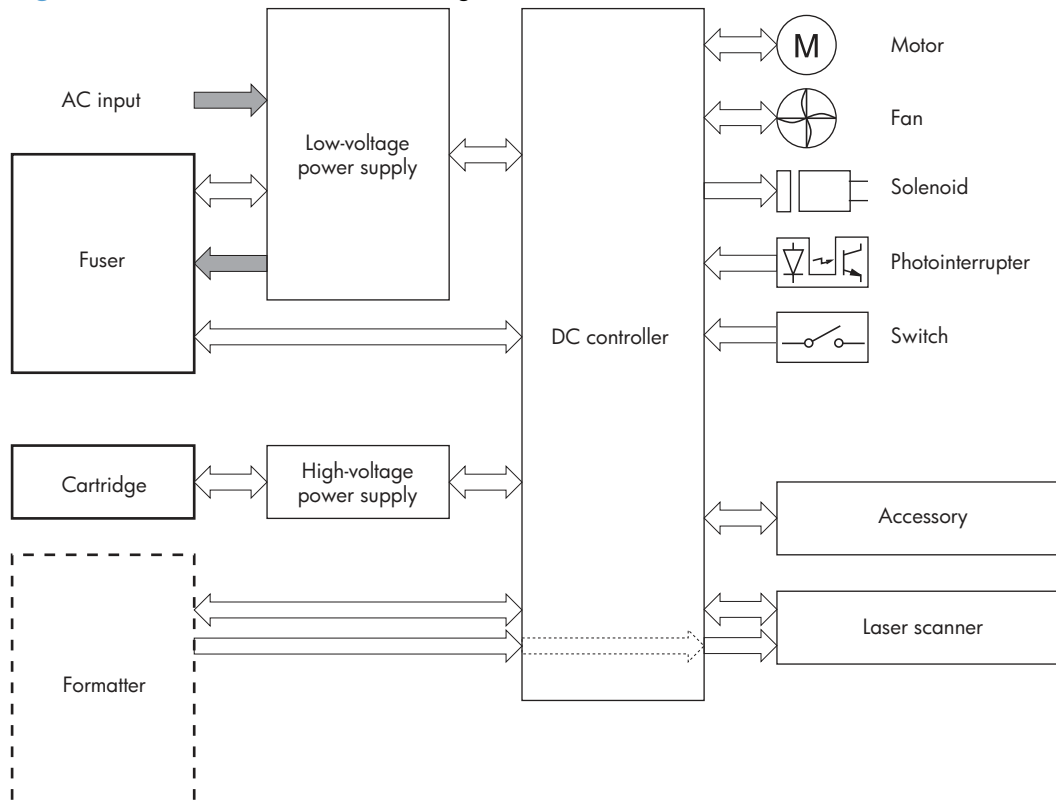 AC input
Low-voltage
power supply
Fuser
Cartridge
High-voltage
power supply
Formatter
DC controller
M
Motor
Fan
Solenoid
Photointerrupter
Switch
Accessory
Laser scanner